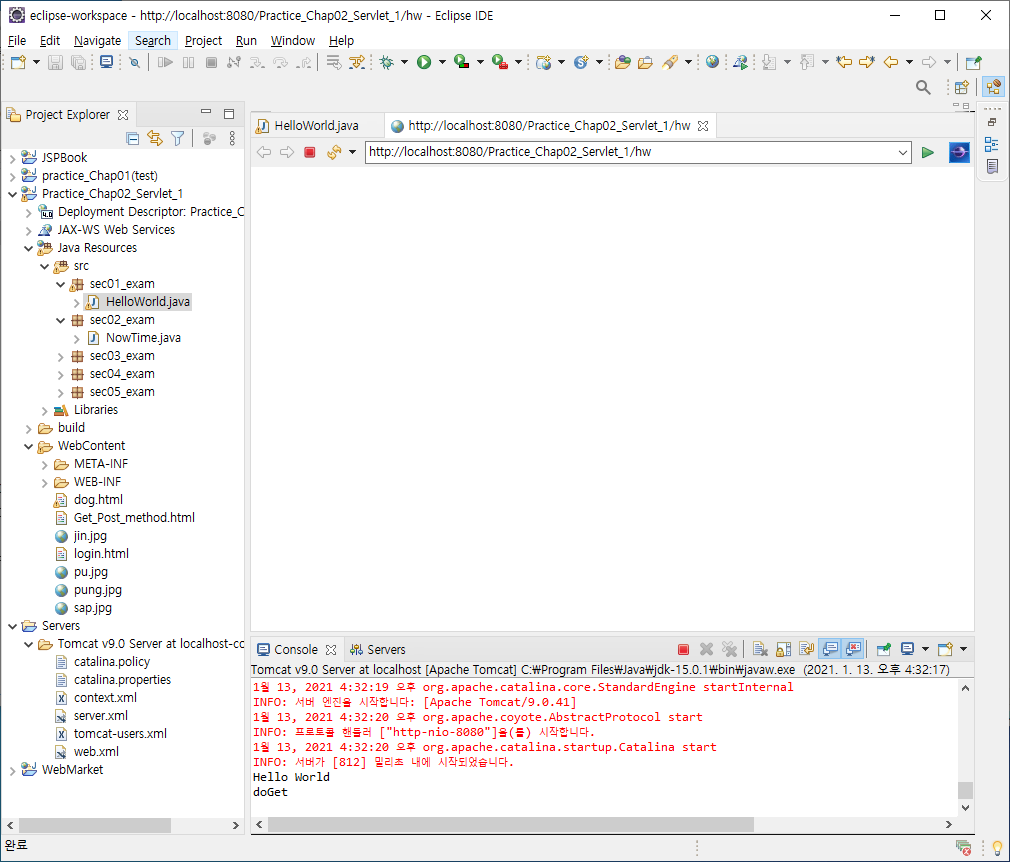 eclipse-workspace - http://localhost:8080/Practice_Chap02_Servlet_1/hw - Eclipse IDE
File Edit Navigate Search Project Run Window Help
Project Explorer
JSPBook
practice_Chap01(test)
Practice_Chap02_Servlet_1
Deployment Descriptor: Practice_C
JAX-WS Web Services
Java Resources
src
sec01_exam
HelloWorld.java
sec02_exam
NowTime.java
sec03_exam
sec04_exam
sec05_exam
Libraries
build
WebContent
META-INF
WEB-INF
dog.html
Get_Post_method.html
jin.jpg
login.html
pu.jpg
pung.jpg
sap.jpg
Servers
Tomcat v9.0 Server at localhost-co
catalina.policy
catalina.properties
context.xml
server.xml
tomcat-users.xml
web.xml
WebMarket
HelloWorld.java http://localhost:8080/Practice_Chap02_Servlet_1/hw
http://localhost:8080/Practice_Chap02_Servlet_1/hw
Console Servers
Tomcat v9.0 Server at localhost [Apache Tomcat] C:₩Program Files₩Java₩jdk-15.0.1₩bin₩javaw.exe (2021. 1. 13. 오후 4:32:17)
1월 13, 2021 4:32:19 오후 org.apache.catalina.core.StandardEngine startInternal
INFO: 서버 엔진을 시작합니다: [Apache Tomcat/9.0.41]
1월 13, 2021 4:32:20 오후 org.apache.coyote.AbstractProtocol start
INFO: 프로토콜 핸들러 ["http-nio-8080"]을(를) 시작합니다.
1월 13, 2021 4:32:20 오후 org.apache.catalina.startup.Catalina start
INFO: 서버가 [812] 밀리초 내에 시작되었습니다.
Hello World
doGet
완료